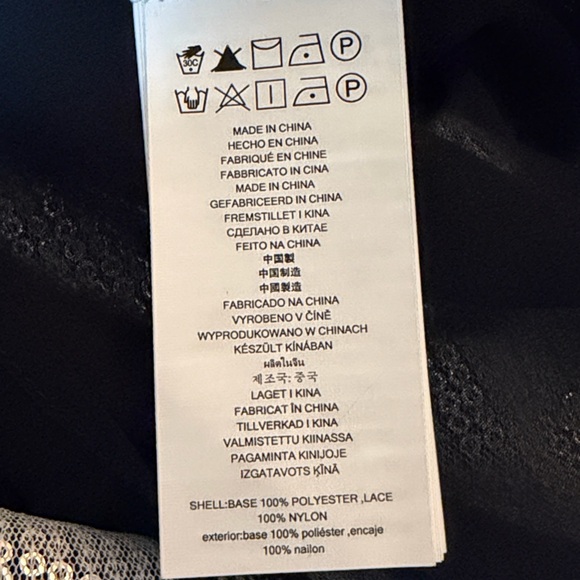 30C P
P
MADE IN CHINA
HECHO EN CHINA
FABRIQUÉ EN CHINE
FABBRICATO IN CINA
MADE IN CHINA
GEFABRICEERD IN CHINA
FREMSTILLET I KINA
СДЕЛАНО В КИТАЕ
FEITO NA CHINA
中国製
中国制造
中國製造
FABRICADO NA CHINA
VYROBENO V ČÍNĚ
WYPRODUKOWANO W CHINACH
KÉSZÜLT KÍNÁBAN
ผลิตในจีน
제조국: 중국
LAGET I KINA
FABRICAT ÎN CHINA
TILLVERKAD I KINA
VALMISTETTU KIINASSA
PAGAMINTA KINIJOJE
IZGATAVOTS ĶĪNĀ
SHELL:BASE 100% POLYESTER ,LACE
100% NYLON
exterior:base 100% poliéster ,encaje
100% nailon